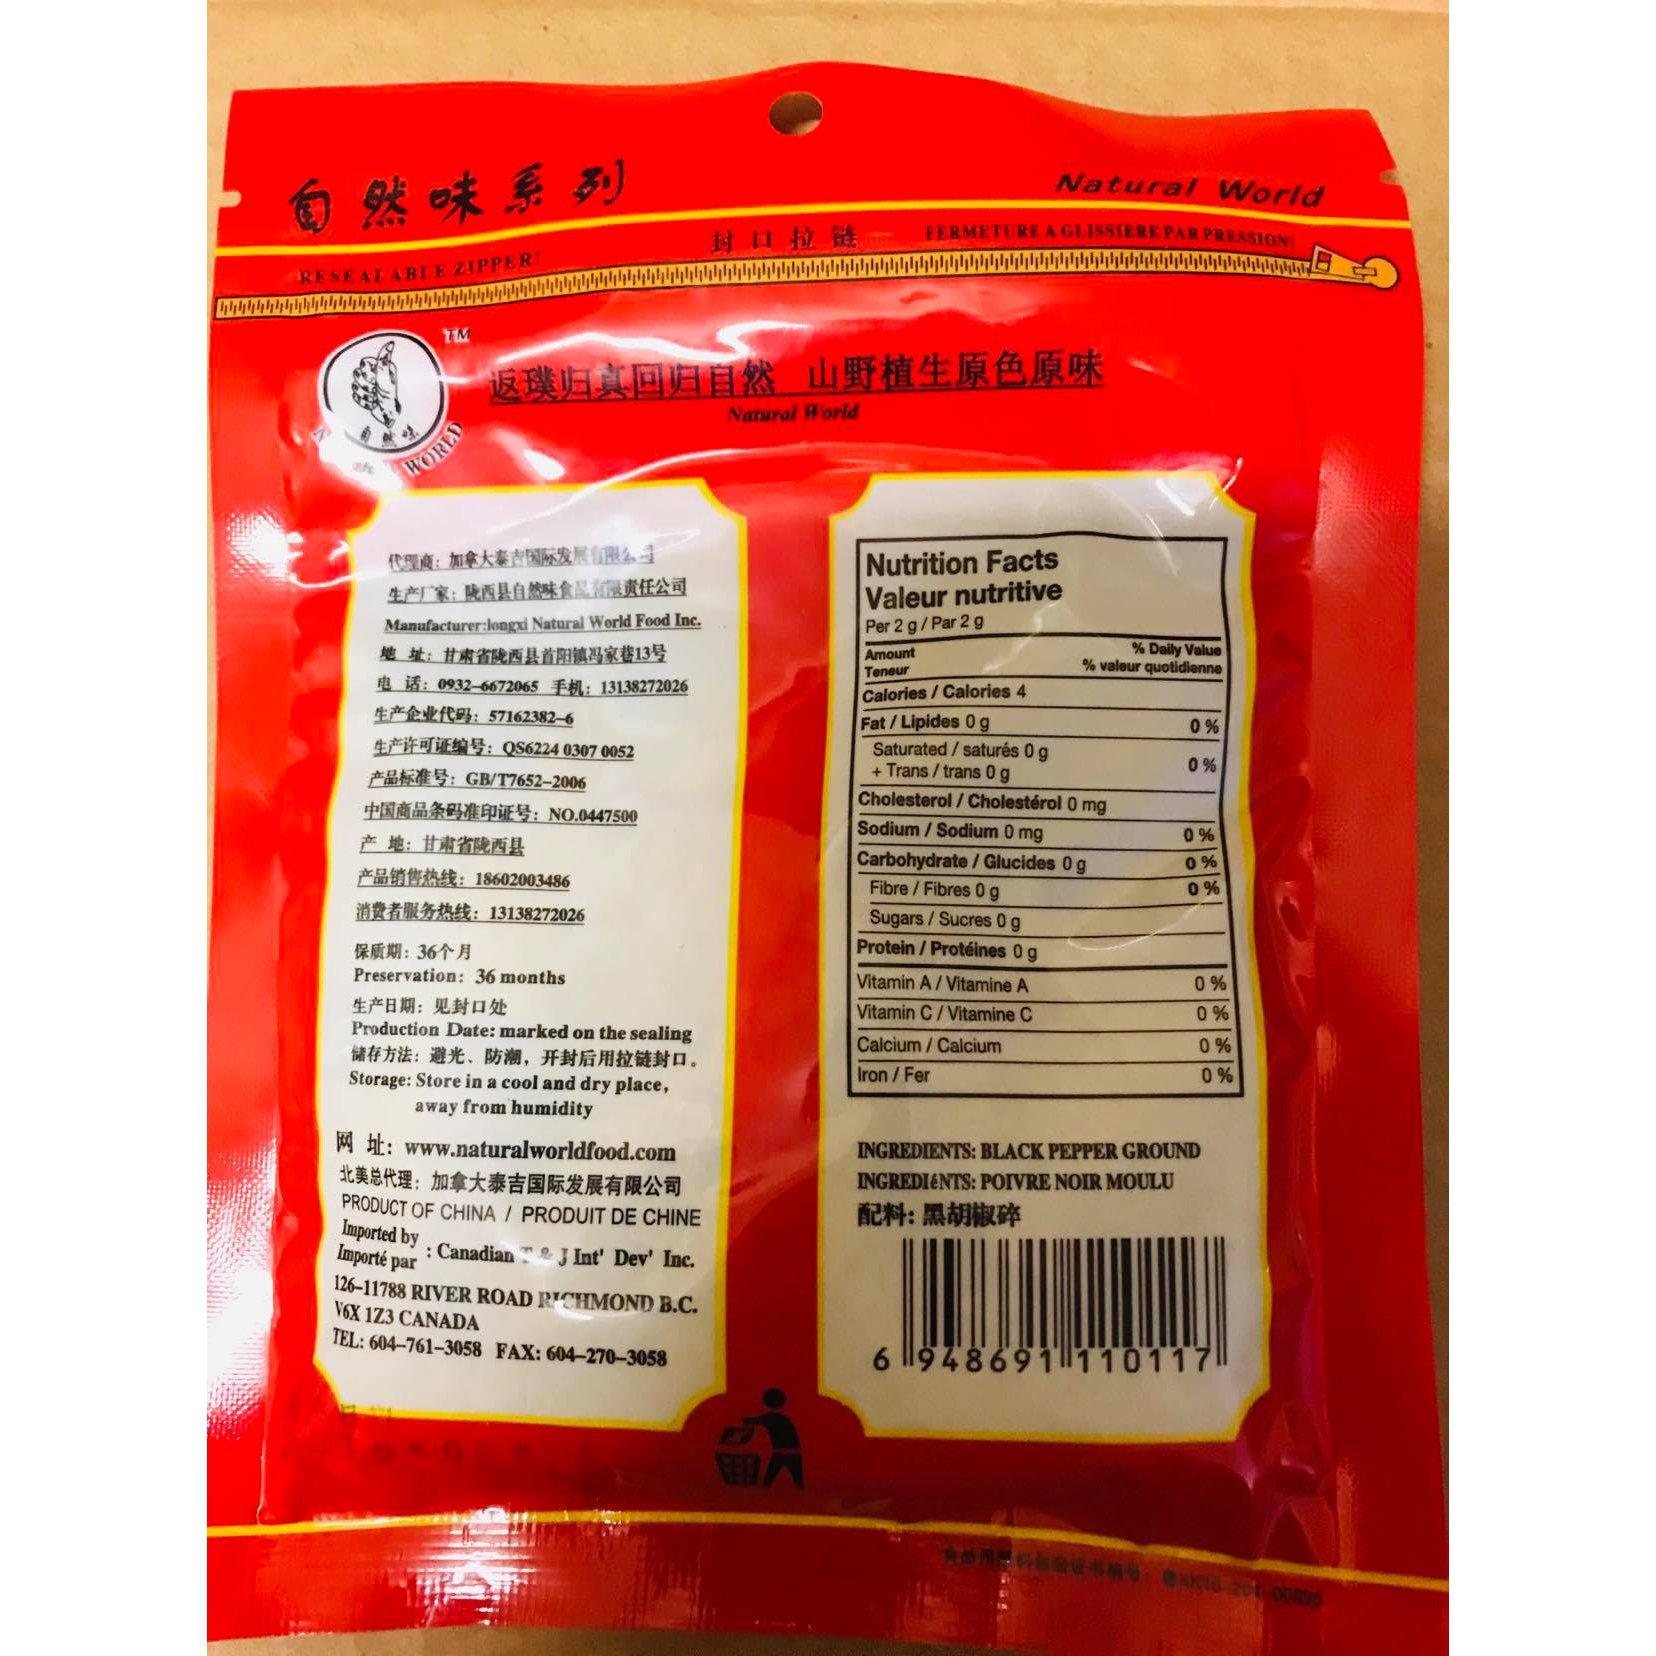 自然味系列
Natural World
封口拉链
FERMETURE A GLISSIERE PAR PRESSION!
RESEALABLE ZIPPER!
TM
自然味
WORLD
返璞归真回归自然 山野植生原色原味
Natural World
代理商：加拿大泰吉国际发展有限公司
生产厂家：陇西县自然味食品有限责任公司
Manufacturer:longxi Natural World Food Inc.
地 址：甘肃省陇西县首阳镇冯家巷13号
电 话：0932-6672065 手机：13138272026
生产企业代码：57162382-6
生产许可证编号：QS6224 0307 0052
产品标准号：GB/T7652-2006
中国商品条码准印证号：NO.0447500
产 地：甘肃省陇西县
产品销售热线：18602003486
消费者服务热线：13138272026
保质期：36个月
Preservation: 36 months
生产日期：见封口处
Production Date: marked on the sealing
储存方法：避光、防潮，开封后用拉链封口。
Storage: Store in a cool and dry place,
away from humidity
网 址：www.naturalworldfood.com
北美总代理：加拿大泰吉国际发展有限公司
PRODUCT OF CHINA / PRODUIT DE CHINE
Imported by
Importé par : Canadian T & J Int' Dev' Inc.
126-11788 RIVER ROAD RICHMOND B.C.
V6X 1Z3 CANADA
TEL: 604-761-3058 FAX: 604-270-3058
Nutrition Facts
Valeur nutritive
Per 2 g / Par 2 g
Amount % Daily Value
Teneur % valeur quotidienne
Calories / Calories 4
Fat / Lipides 0 g 0 %
Saturated / saturés 0 g
+ Trans / trans 0 g 0 %
Cholesterol / Cholestérol 0 mg
Sodium / Sodium 0 mg 0 %
Carbohydrate / Glucides 0 g 0 %
Fibre / Fibres 0 g 0 %
Sugars / Sucres 0 g
Protein / Protéines 0 g
Vitamin A / Vitamine A 0 %
Vitamin C / Vitamine C 0 %
Calcium / Calcium 0 %
Iron / Fer 0 %
INGREDIENTS: BLACK PEPPER GROUND
INGREDIéNTS: POIVRE NOIR MOULU
配料：黑胡椒碎
6 948691 110117